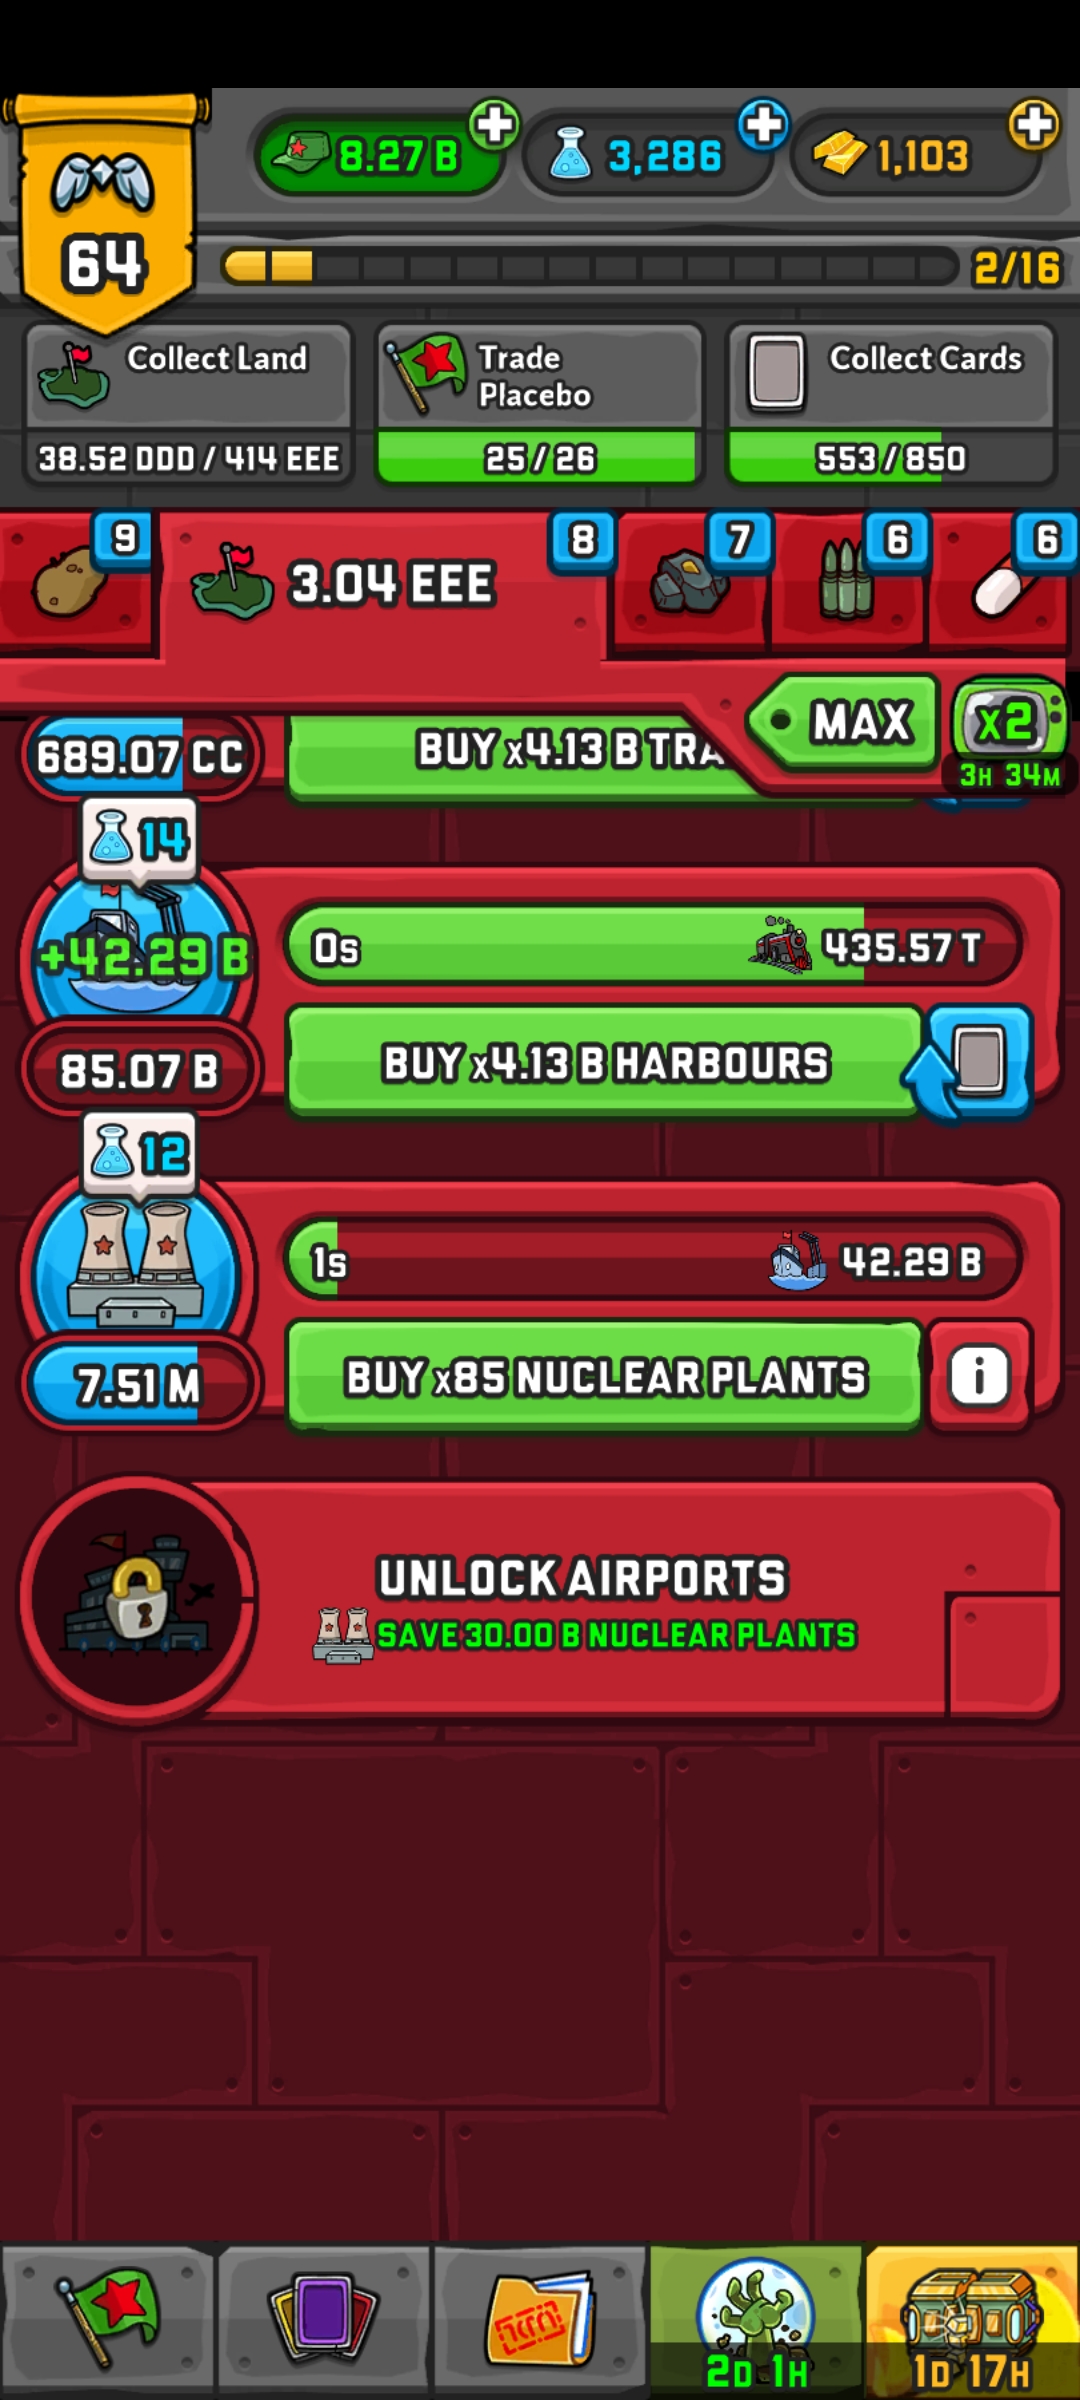 8.27 B
3,286
1,103
64
2/16
Collect Land
38.52 DDD / 414 EEE
Trade
Placebo
25 / 26
Collect Cards
553 / 850
9
3.04 EEE
8
7
6
6
MAX
x2
3H 34M
689.07 CC
BUY x4.13 B TRA
14
+42.29 B
0s
435.57 T
85.07 B
BUY x4.13 B HARBOURS
12
1s
42.29 B
7.51 M
BUY x85 NUCLEAR PLANTS
i
UNLOCK AIRPORTS
SAVE 30.00 B NUCLEAR PLANTS
2D 1H
1D 17H